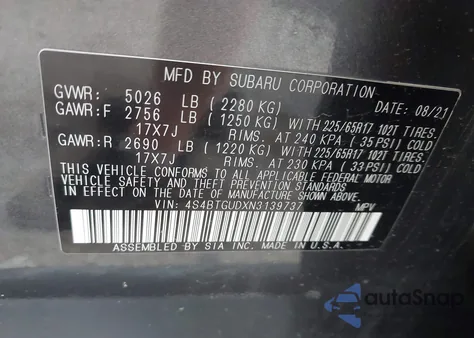 MFD BY SUBARU CORPORATION
GVWR: 5026 LB (2280 KG) DATE: 08/21
GAWR:F 2756 LB (1250 KG) WITH 225/65R17 102T TIRES.
17X7J RIMS. AT 240 KPA (35 PSI) COLD
GAWR:R 2690 LB (1220 KG) WITH 225/65R17 102T TIRES.
17X7J RIMS. AT 230 KPA (33 PSI) COLD
THIS VEHICLE CONFORMS TO ALL APPLICABLE FEDERAL MOTOR
VEHICLE SAFETY AND THEFT PREVENTION STANDARDS IN
EFFECT ON THE DATE OF MANUFACTURE SHOWN ABOVE.
VIN: 4S4BTGUDXN3139737 MPV
ASSEMBLED BY SIA INC. MADE IN U.S.A.
autoSnap